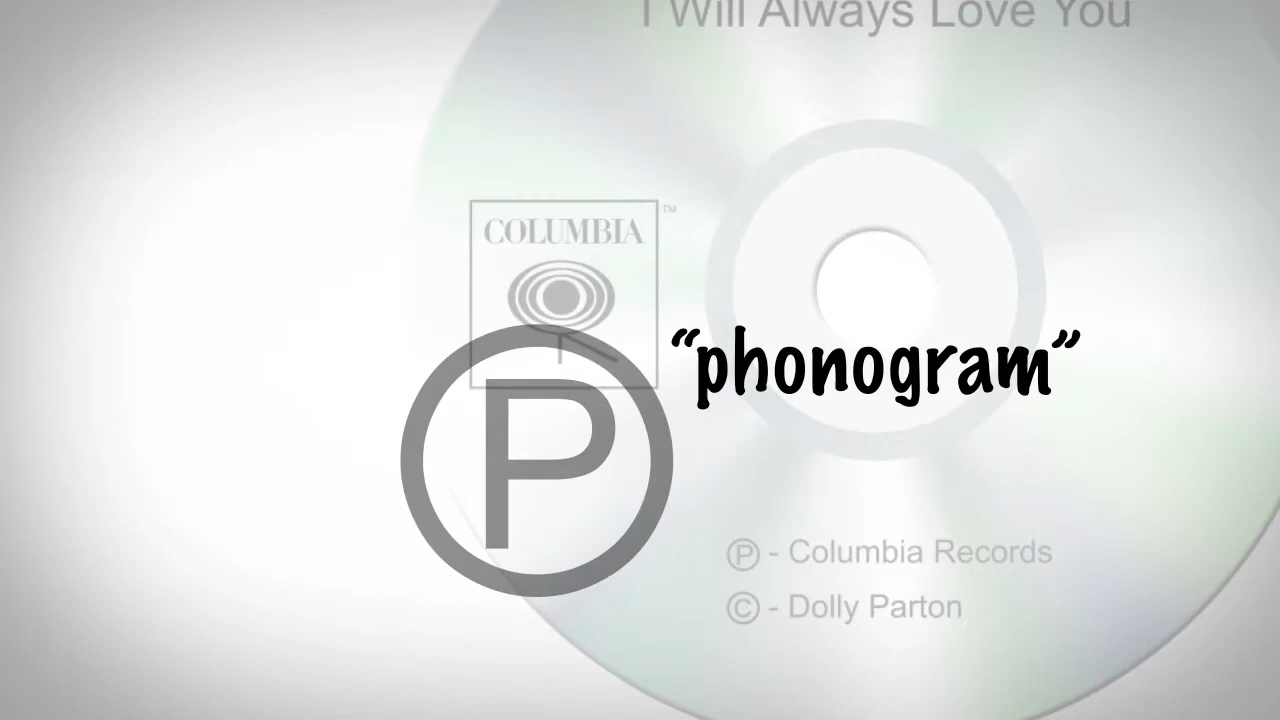 I Will Always Love You
COLUMBIA ™
“phonogram”
P
Ⓟ - Columbia Records
© - Dolly Parton